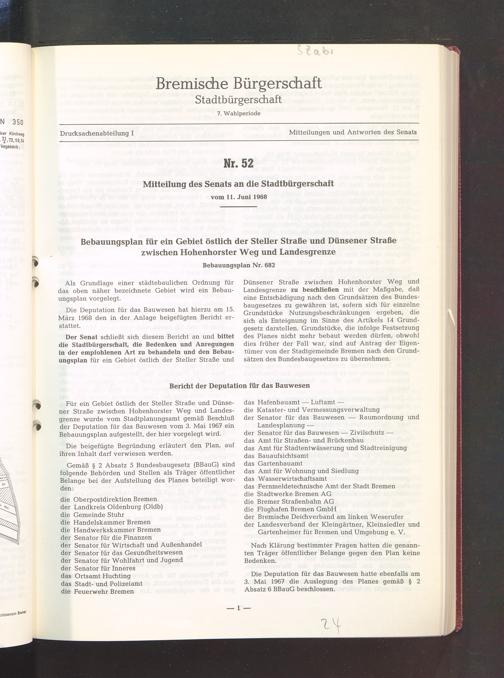 Szabi
Bremische Bürgerschaft
Stadtbürgerschaft
7. Wahlperiode
Drucksachenabteilung I
Mitteilungen und Antworten des Senats
Nr. 52
Mitteilung des Senats an die Stadtbürgerschaft
vom 11. Juni 1968
Bebauungsplan für ein Gebiet östlich der Steller Straße und Dünsener Straße
zwischen Hohenhorster Weg und Landesgrenze
Bebauungsplan Nr. 682
Als Grundlage einer städtebaulichen Ordnung für
das oben näher bezeichnete Gebiet wird ein Bebau-
ungsplan vorgelegt.
Die Deputation für das Bauwesen hat hierzu am 15.
März 1968 den in der Anlage beigefügten Bericht er-
stattet.
Der Senat schließt sich diesem Bericht an und bittet
die Stadtbürgerschaft, die Bedenken und Anregungen
in der empfohlenen Art zu behandeln und den Bebau-
ungsplan für ein Gebiet östlich der Steller Straße und
Dünsener Straße zwischen Hohenhorster Weg und
Landesgrenze zu beschließen mit der Maßgabe, daß
eine Entschädigung nach den Grundsätzen des Bundes-
baugesetzes zu gewähren ist, sofern sich für einzelne
Grundstücke Nutzungsbeschränkungen ergeben, die
sich als Enteignung im Sinne des Artikels 14 Grund-
gesetz darstellen. Grundstücke, die infolge Festsetzung
des Planes nicht mehr bebaut werden dürfen, obwohl
dies früher der Fall war, sind auf Antrag der Eigen-
tümer von der Stadtgemeinde Bremen nach den Grund-
sätzen des Bundesbaugesetzes zu übernehmen.
Bericht der Deputation für das Bauwesen
Für ein Gebiet östlich der Steller Straße und Dünse-
ner Straße zwischen Hohenhorster Weg und Landes-
grenze wurde vom Stadtplanungsamt gemäß Beschluß
der Deputation für das Bauwesen vom 3. Mai 1967 ein
Bebauungsplan aufgestellt, der hier vorgelegt wird.
Die beigefügte Begründung erläutert den Plan, auf
ihren Inhalt darf verwiesen werden.
Gemäß § 2 Absatz 5 Bundesbaugesetz (BBauG) sind
folgende Behörden und Stellen als Träger öffentlicher
Belange bei der Aufstellung des Planes beteiligt wor-
den:
die Oberpostdirektion Bremen
der Landkreis Oldenburg (Oldb)
die Gemeinde Stuhr
die Handelskammer Bremen
die Handwerkskammer Bremen
der Senator für die Finanzen
der Senator für Wirtschaft und Außenhandel
der Senator für das Gesundheitswesen
der Senator für Wohlfahrt und Jugend
der Senator für Inneres
das Ortsamt Huchting
das Stadt- und Polizeiamt
die Feuerwehr Bremen
das Hafenbauamt — Luftamt —
die Kataster- und Vermessungsverwaltung
der Senator für das Bauwesen — Raumordnung und
Landesplanung —
der Senator für das Bauwesen — Zivilschutz —
das Amt für Straßen- und Brückenbau
das Amt für Stadtentwässerung und Stadtreinigung
das Bauaufsichtsamt
das Gartenbauamt
das Amt für Wohnung und Siedlung
das Wasserwirtschaftsamt
das Fernmeldetechnische Amt der Stadt Bremen
die Stadtwerke Bremen AG
die Bremer Straßenbahn AG
die Flughafen Bremen GmbH
der Bremische Deichverband am linken Weserufer
der Landesverband der Kleingärtner, Kleinsiedler und
Gartenheimer für Bremen und Umgebung e. V.
Nach Klärung bestimmter Fragen hatten die genann-
ten Träger öffentlicher Belange gegen den Plan keine
Bedenken.
Die Deputation für das Bauwesen hatte ebenfalls am
3. Mai 1967 die Auslegung des Planes gemäß § 2
Absatz 6 BBauG beschlossen.
— 1 —
24
N 350